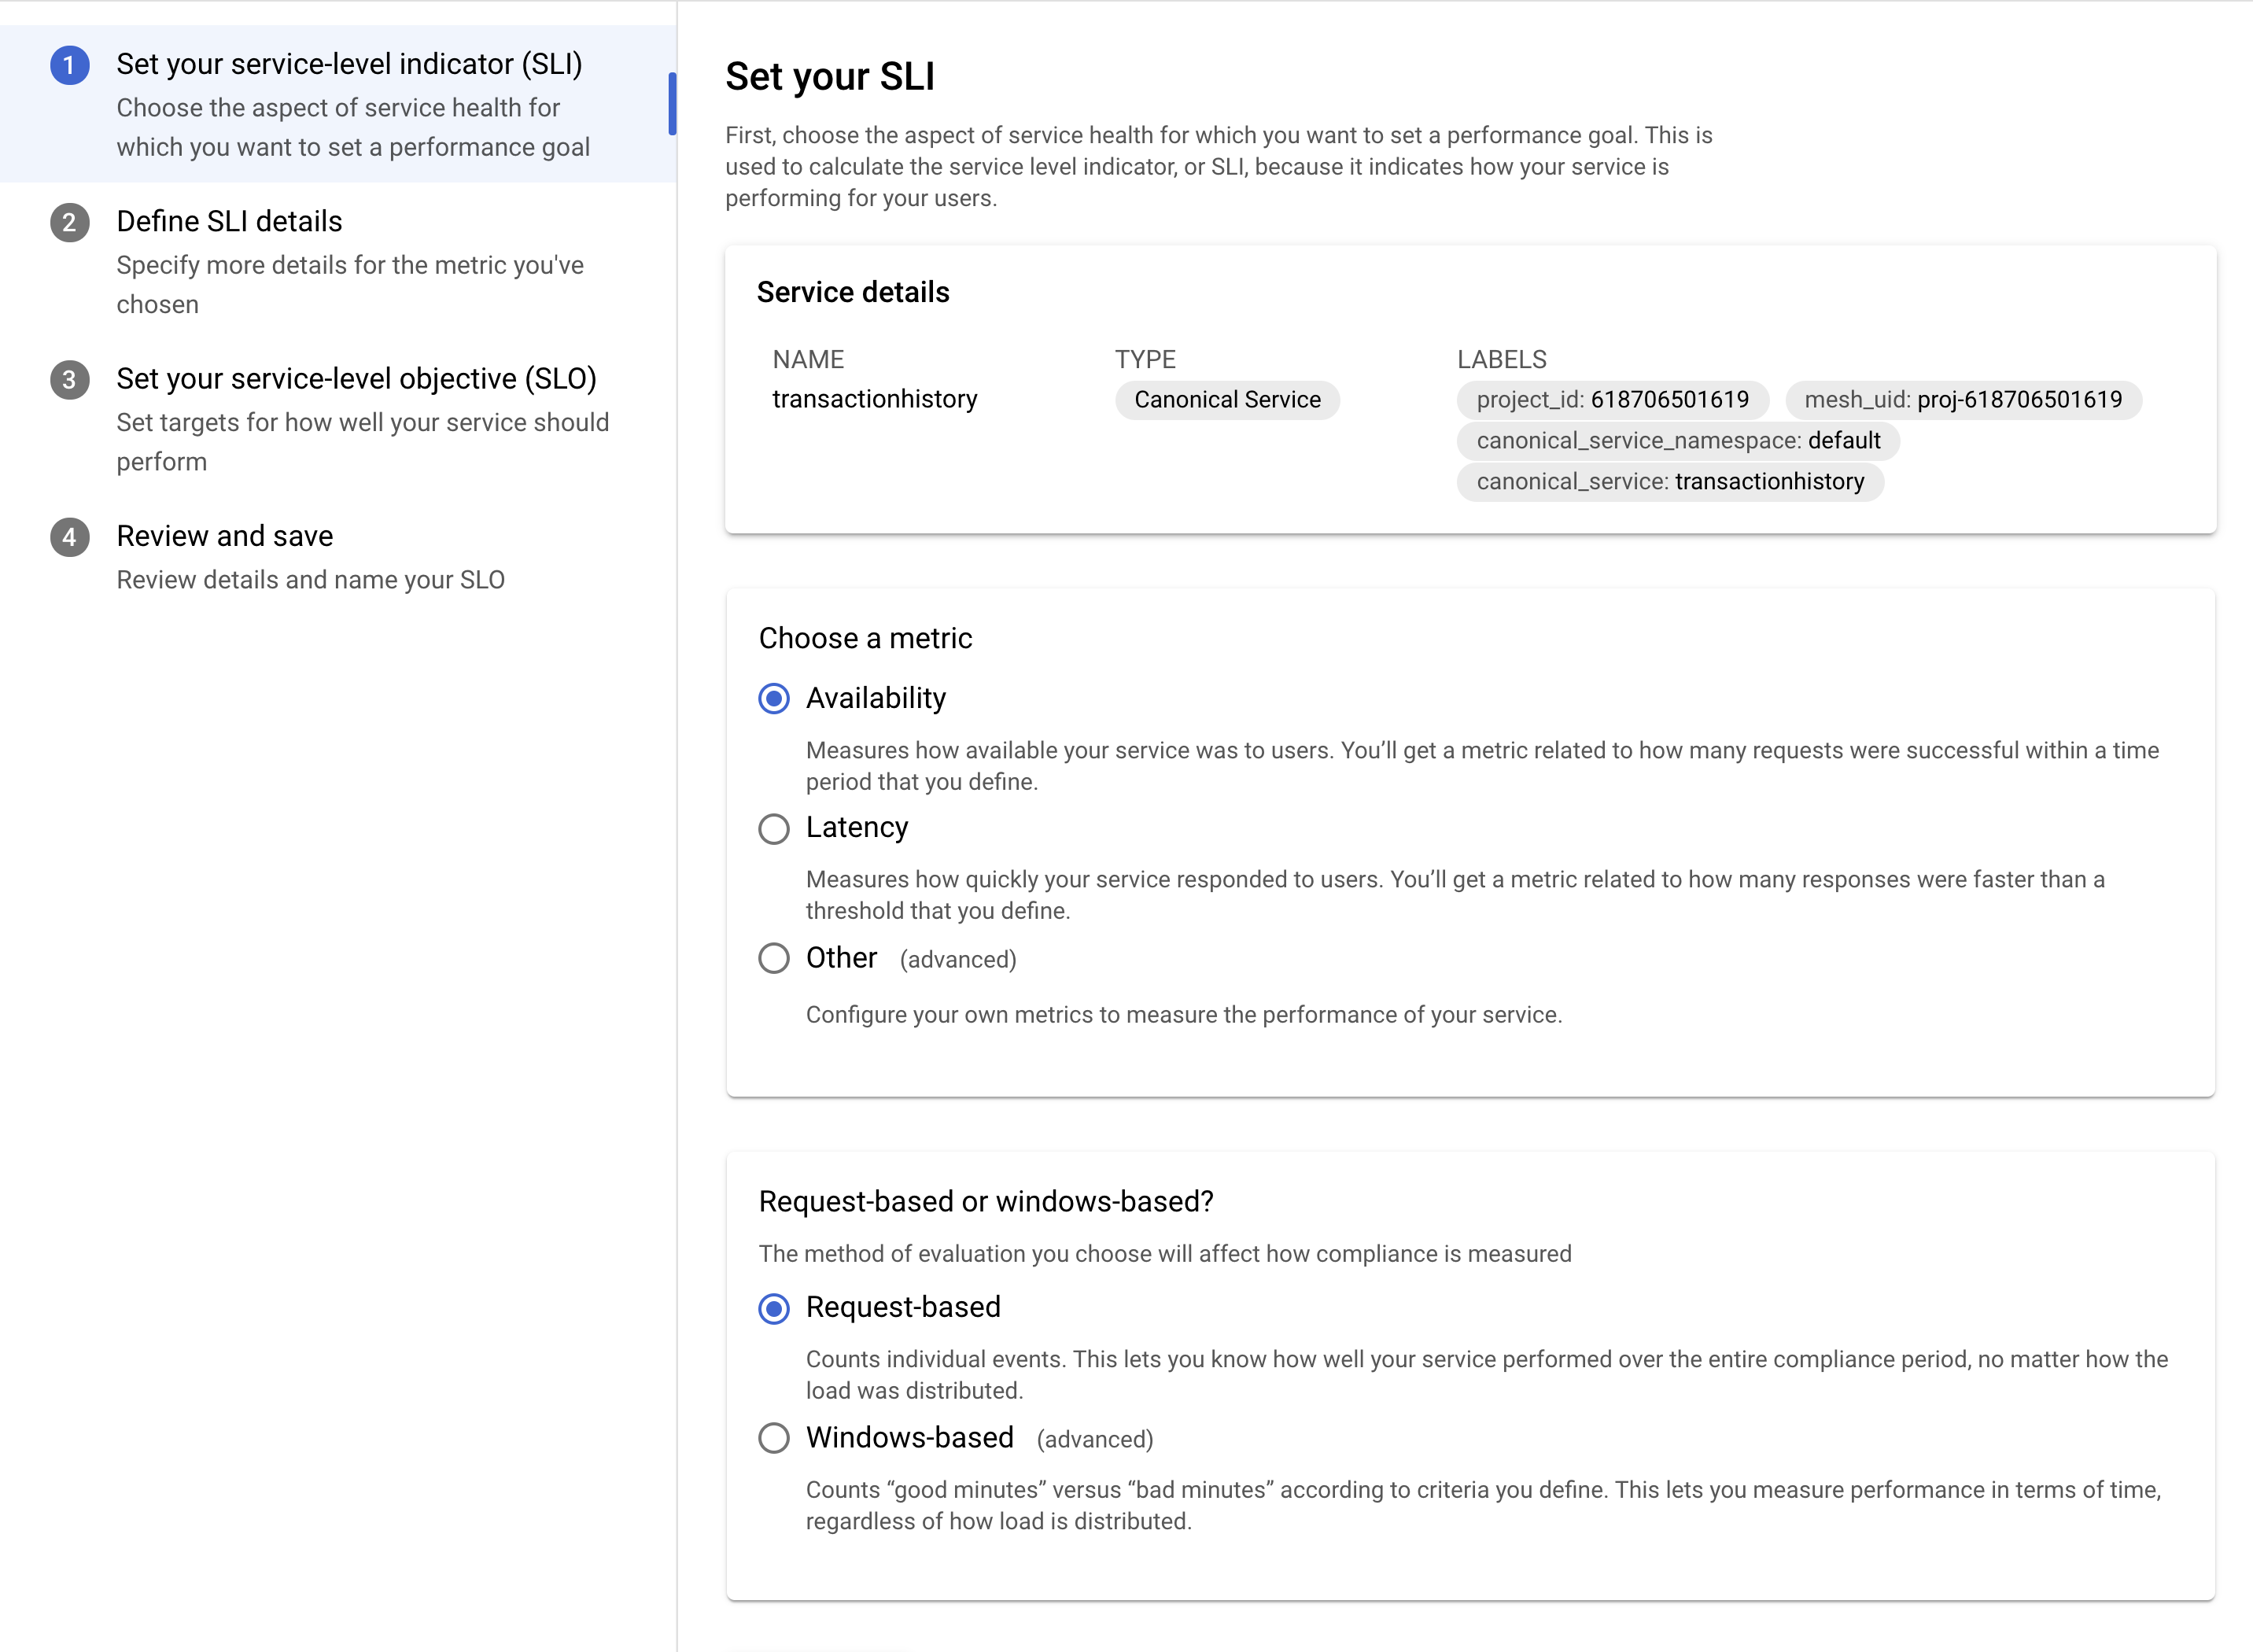 1
Set your service-level indicator (SLI)
Choose the aspect of service health for
which you want to set a performance goal
2
Define SLI details
Specify more details for the metric you've
chosen
3
Set your service-level objective (SLO)
Set targets for how well your service should
perform
4
Review and save
Review details and name your SLO
Set your SLI
First, choose the aspect of service health for which you want to set a performance goal. This is
used to calculate the service level indicator, or SLI, because it indicates how your service is
performing for your users.
Service details
NAME TYPE LABELS
transactionhistory Canonical Service project_id: 618706501619 mesh_uid: proj-618706501619
canonical_service_namespace: default
canonical_service: transactionhistory
Choose a metric
Availability
Measures how available your service was to users. You’ll get a metric related to how many requests were successful within a time
period that you define.
Latency
Measures how quickly your service responded to users. You’ll get a metric related to how many responses were faster than a
threshold that you define.
Other (advanced)
Configure your own metrics to measure the performance of your service.
Request-based or windows-based?
The method of evaluation you choose will affect how compliance is measured
Request-based
Counts individual events. This lets you know how well your service performed over the entire compliance period, no matter how the
load was distributed.
Windows-based (advanced)
Counts “good minutes” versus “bad minutes” according to criteria you define. This lets you measure performance in terms of time,
regardless of how load is distributed.